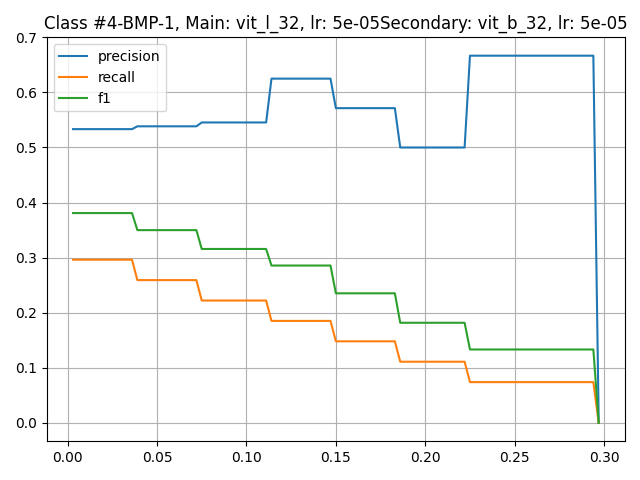 Class #4-BMP-1, Main: vit_l_32, lr: 5e-05Secondary: vit_b_32, lr: 5e-05
precision
recall
f1
0.7
0.6
0.5
0.4
0.3
0.2
0.1
0.0
0.00 0.05 0.10 0.15 0.20 0.25 0.30